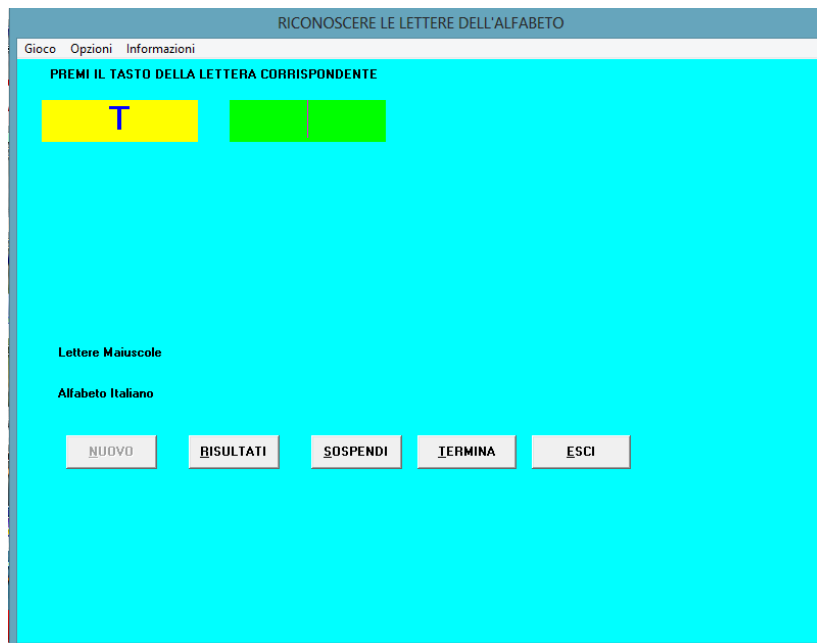 RICONOSCERE LE LETTERE DELL'ALFABETO
Gioco Opzioni Informazioni
PREMI IL TASTO DELLA LETTERA CORRISPONDENTE
T
Lettere Maiuscole
Alfabeto Italiano
NUOVO RISULTATI SOSPENDI TERMINA ESCI